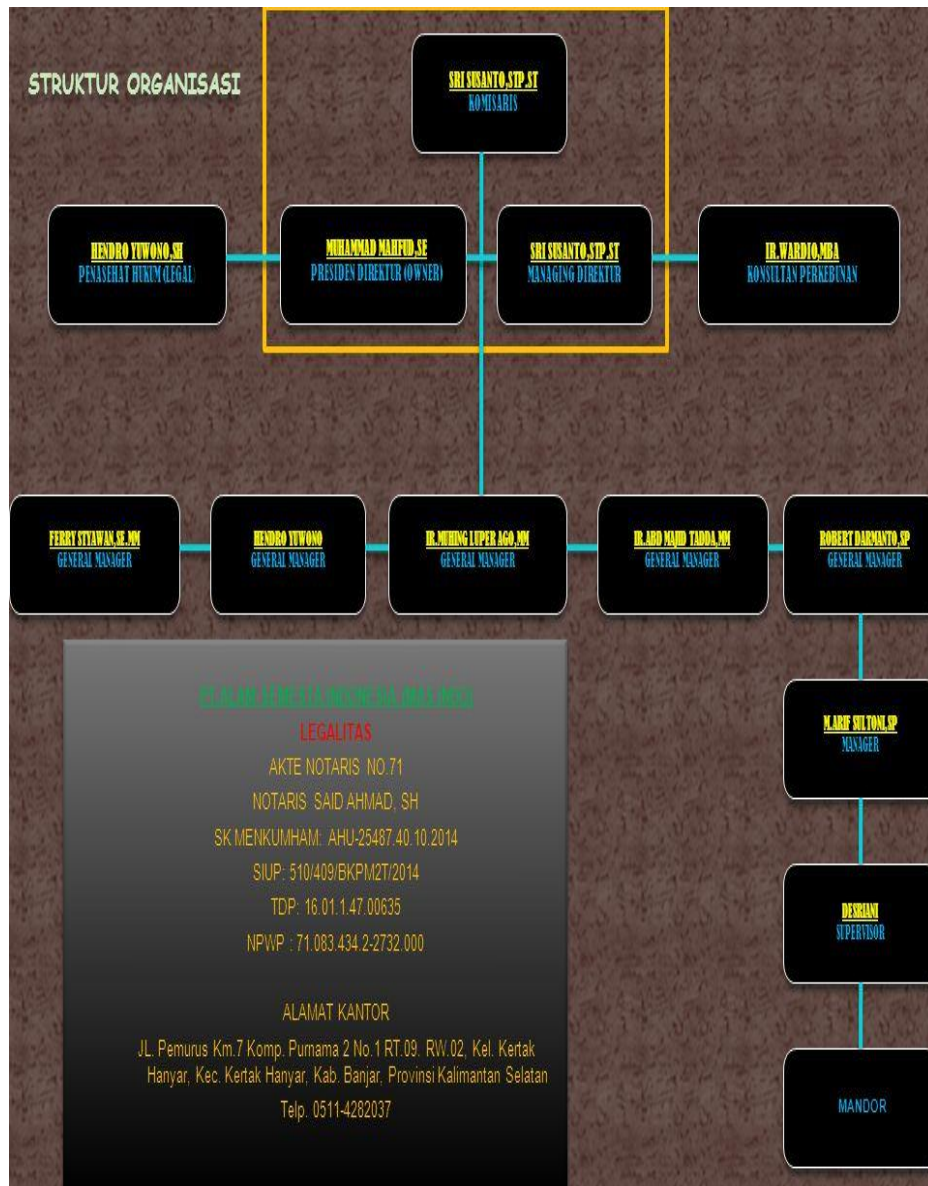 STRUKTUR ORGANISASI
SRI SUSANTO,STP.ST
KOMISARIS
HENDRO YUWONO,SH
PENASEHAT HUKUM (LEGAL)
MUHAMMAD MAHFUD,SE
PRESIDEN DIREKTUR (OWNER)
SRI SUSANTO,STP.ST
MANAGING DIREKTUR
IR.WARDIO,MBA
KONSULTAN PERKEBUNAN
FERRY STYAWAN,SE.MM
GENERAL MANAGER
HENDRO YUWONO
GENERAL MANAGER
IR.MUHING LUPER AGO,MM
GENERAL MANAGER
IR.ABD MAJID TADDA,MM
GENERAL MANAGER
ROBERT DARMANTO,SP
GENERAL MANAGER
M.ARIF SULTONI,SP
MANAGER
DESRIANI
SUPERVISOR
MANDOR
PT.ALAM SEMESTA INDONESIA
LEGALITAS
AKTE NOTARIS NO.71
NOTARIS SAID AHMAD, SH
SK MENKUMHAM: AHU-25487.40.10.2014
SIUP: 510/409/BKPM2T/2014
TDP: 16.01.1.47.00635
NPWP : 71.083.434.2-2732.000
ALAMAT KANTOR
JL. Pemurus Km.7 Komp. Purnama 2 No.1 RT.09. RW.02, Kel. Kertak
Hanyar, Kec. Kertak Hanyar, Kab. Banjar, Provinsi Kalimantan Selatan
Telp. 0511-4282037